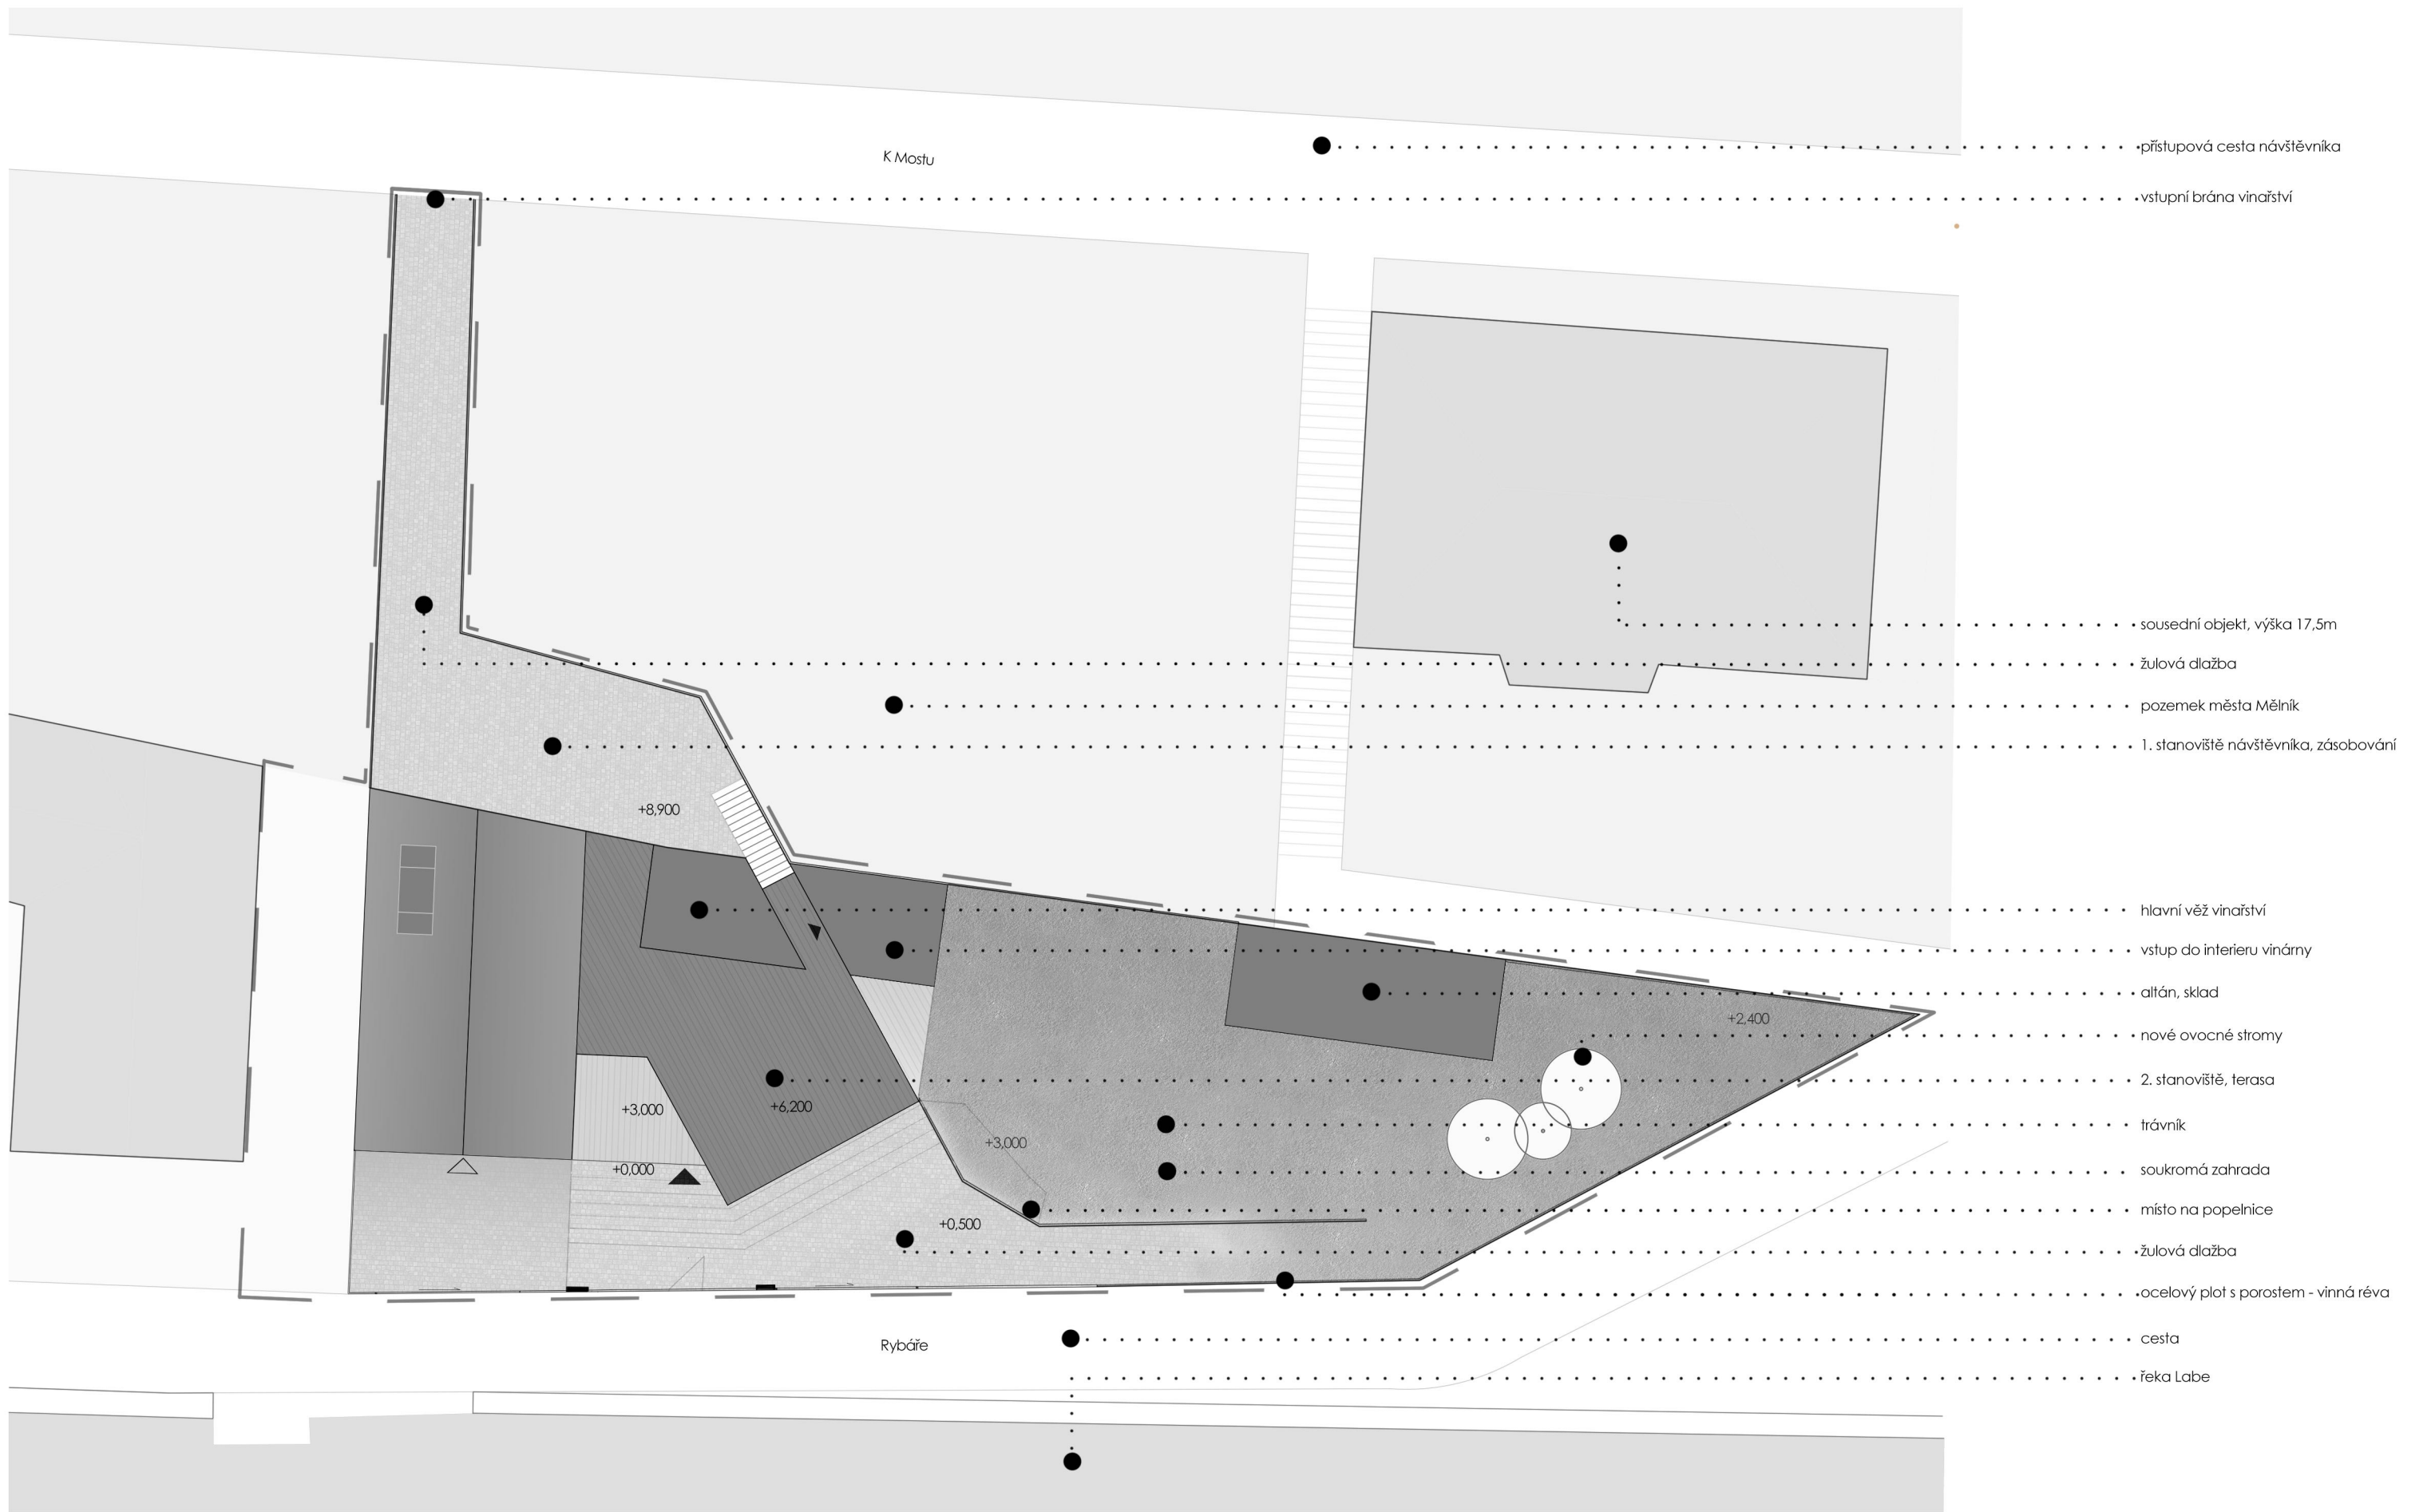 K Mostu
přístupová cesta návštěvníka
vstupní brána vinařství
sousední objekt, výška 17,5m
žulová dlažba
pozemek města Mělník
1. stanoviště návštěvníka, zásobování
+8,900
hlavní věž vinařství
vstup do interieru vinárny
altán, sklad
+2,400
nové ovocné stromy
2. stanoviště, terasa
+3,000
+6,200
trávník
+3,000
+0,000
soukromá zahrada
místo na popelnice
+0,500
žulová dlažba
ocelový plot s porostem - vinná réva
cesta
Rybáře
řeka Labe